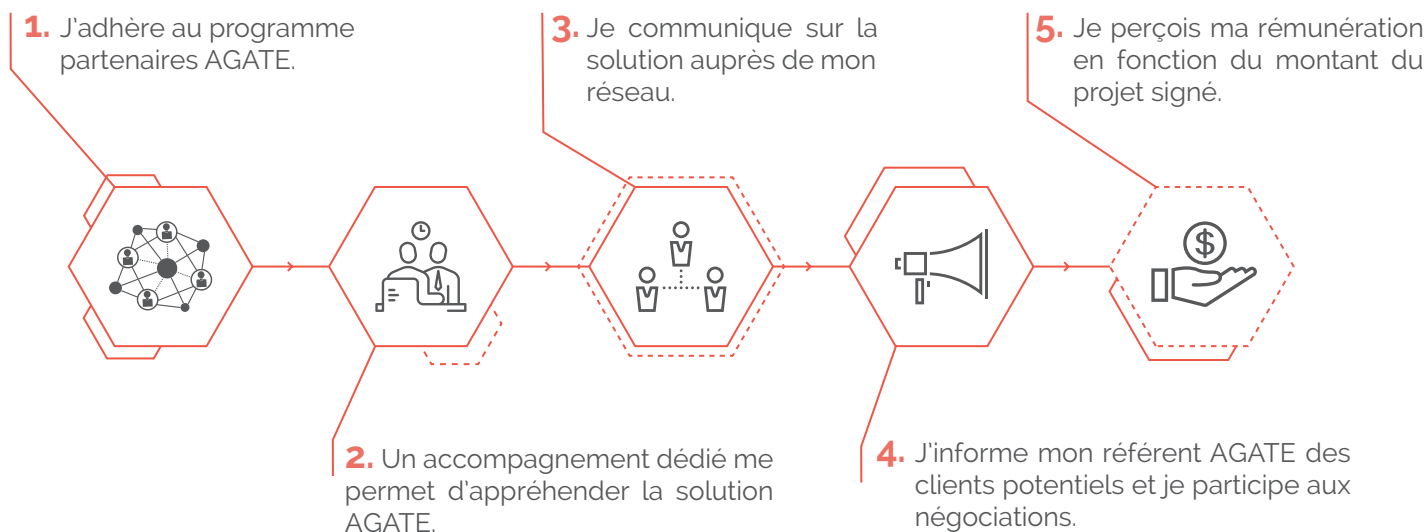 1. J'adhère au programme
partenaires AGATE.
2. Un accompagnement dédié me
permet d'appréhender la solution
AGATE.
3. Je communique sur la
solution auprès de mon
réseau.
4. J'informe mon référent AGATE des
clients potentiels et je participe aux
négociations.
5. Je perçois ma rémunération
en fonction du montant du
projet signé.
$